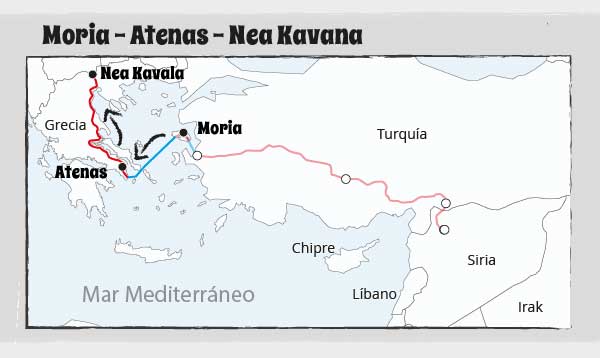 Moria - Atenas - Nea Kavana
Nea Kavala
Grecia
Moria
Turquía
Atenas
Chipre
Siria
Mar Mediterráneo
Líbano
Irak